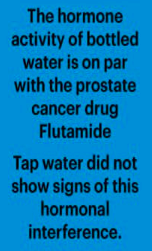 The hormone
activity of bottled
water is on par
with the prostate
cancer drug
Flutamide
Tap water did not
show signs of this
hormonal
interference.